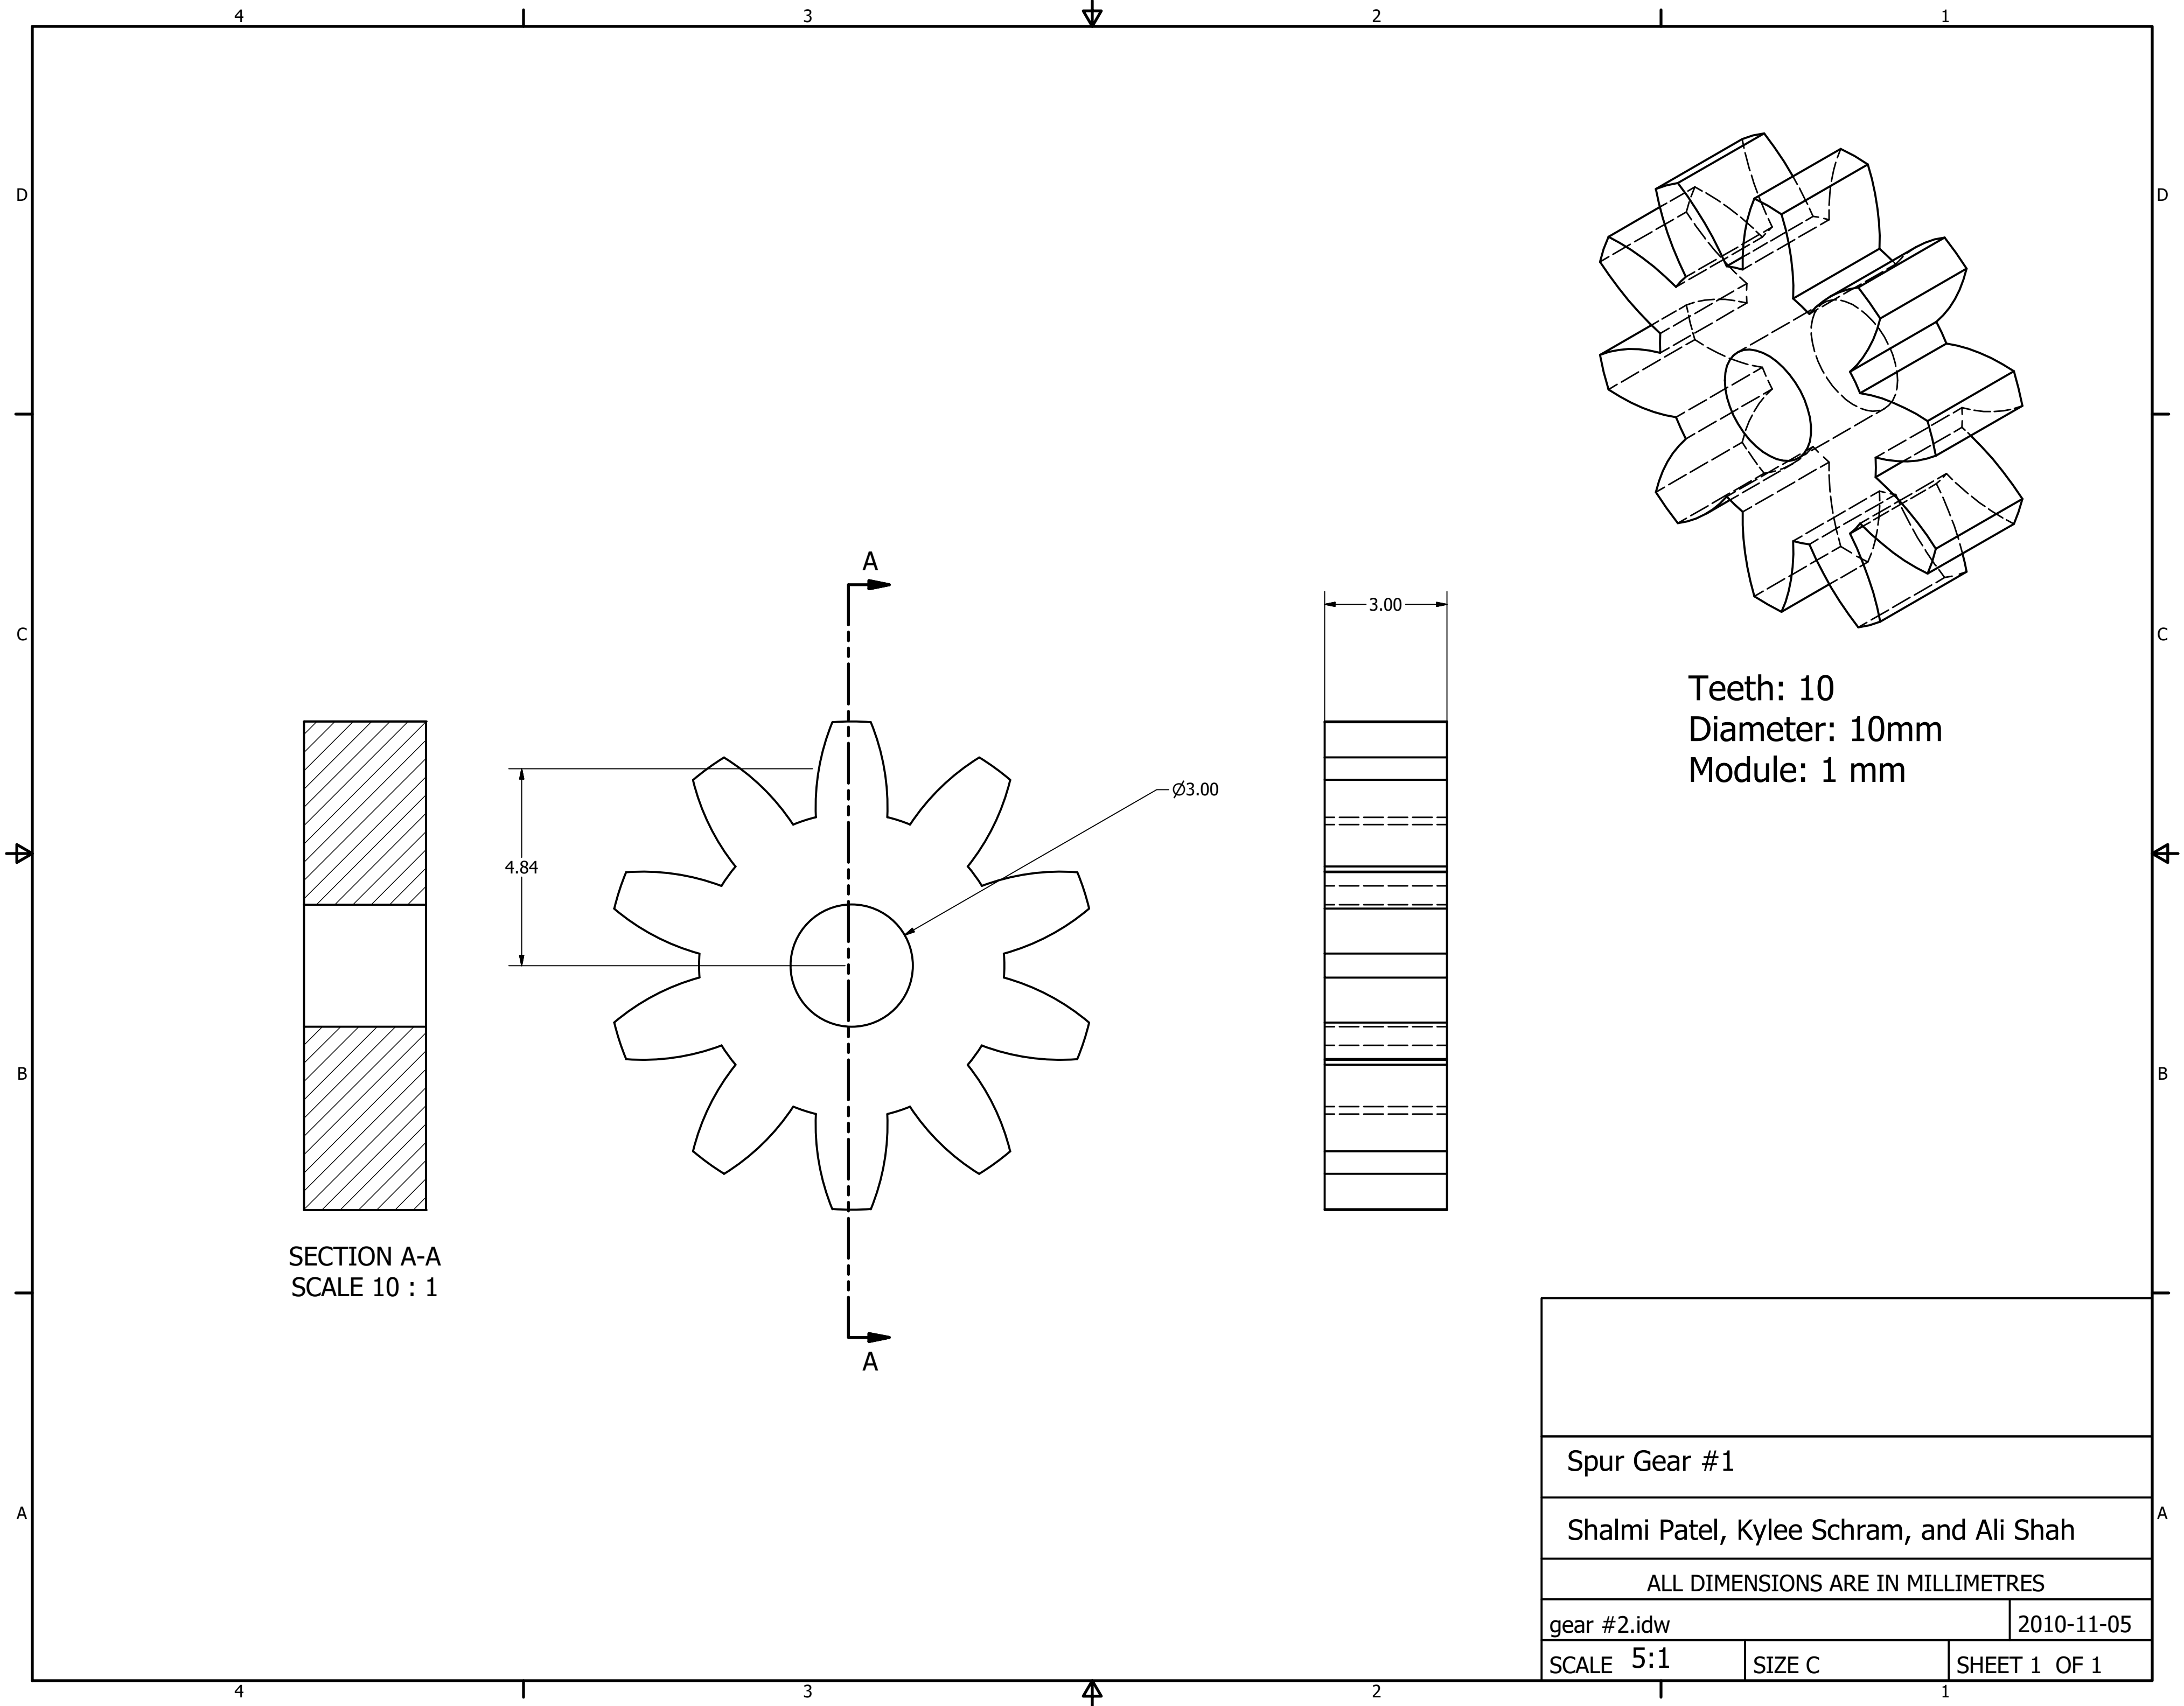 4 3 2 1
D D
A
3.00
C C
Teeth: 10
Diameter: 10mm
Module: 1 mm
Ø3.00
4.84
B B
SECTION A-A
SCALE 10 : 1
A
Spur Gear #1
A A
Shalmi Patel, Kylee Schram, and Ali Shah
ALL DIMENSIONS ARE IN MILLIMETRES
gear #2.idw 2010-11-05
SCALE 5:1 SIZE C SHEET 1 OF 1
4 3 2 1